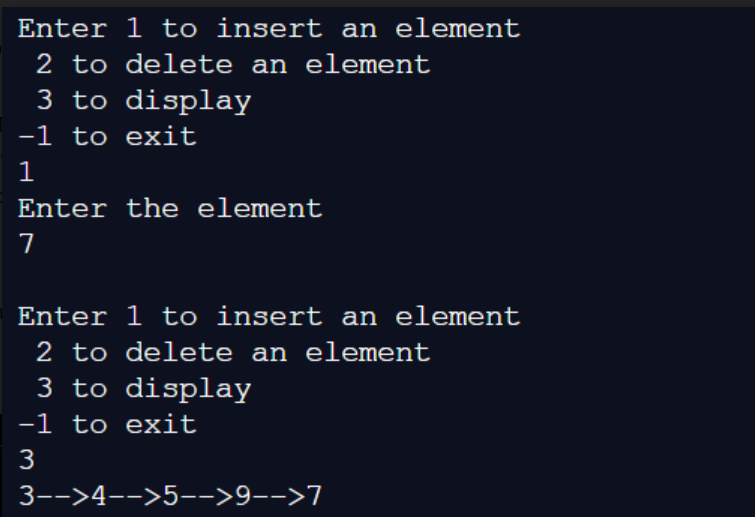 Enter 1 to insert an element
 2 to delete an element
 3 to display
-1 to exit
1
Enter the element
7

Enter 1 to insert an element
 2 to delete an element
 3 to display
-1 to exit
3
3-->4-->5-->9-->7